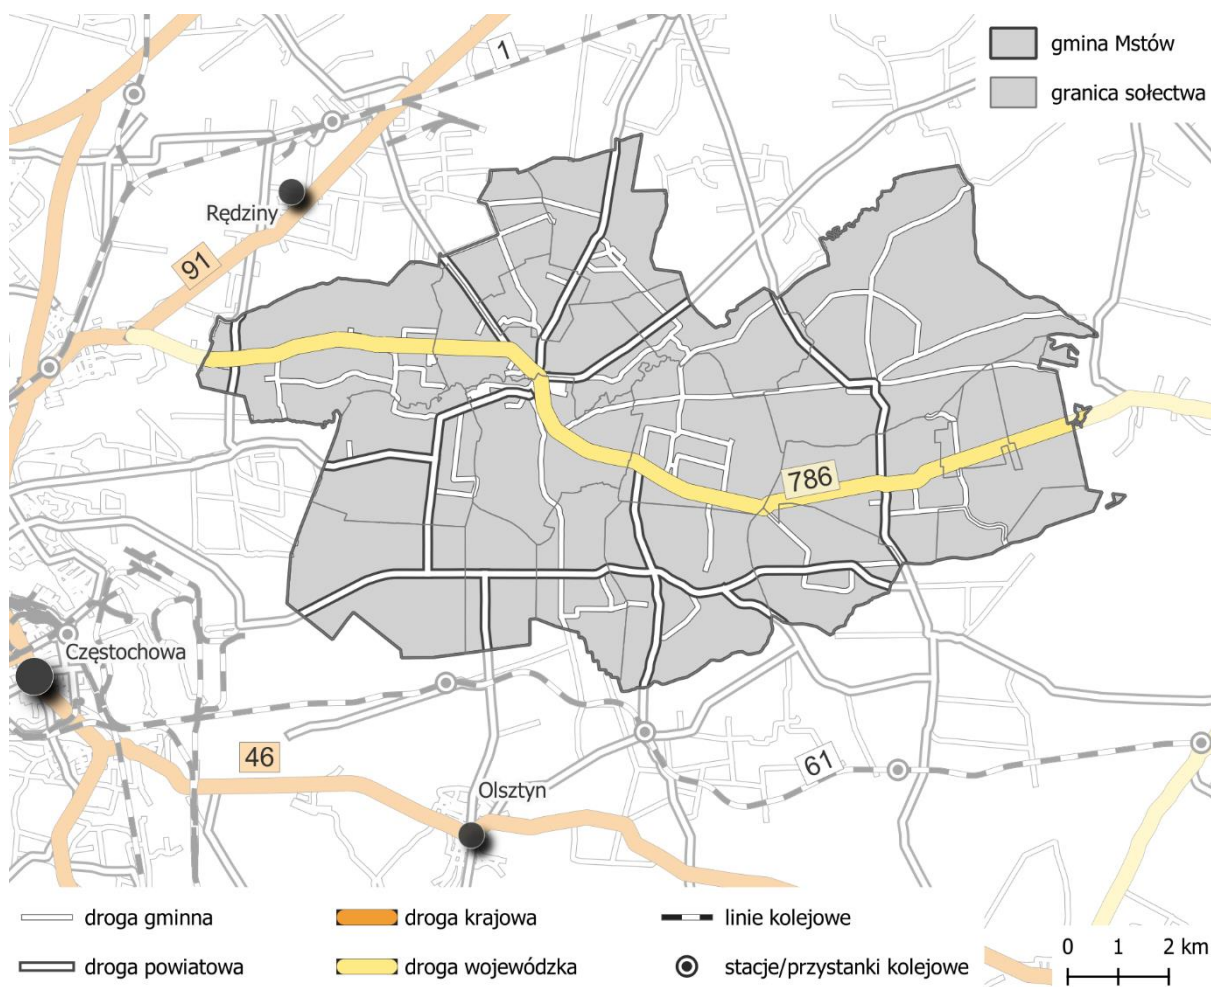 1
gmina Mstów
granica sołectwa
Rędziny
91
786
Częstochowa
46
61
Olsztyn
droga gminna
droga krajowa
linie kolejowe
droga powiatowa
droga wojewódzka
stacje/przystanki kolejowe
0 1 2 km